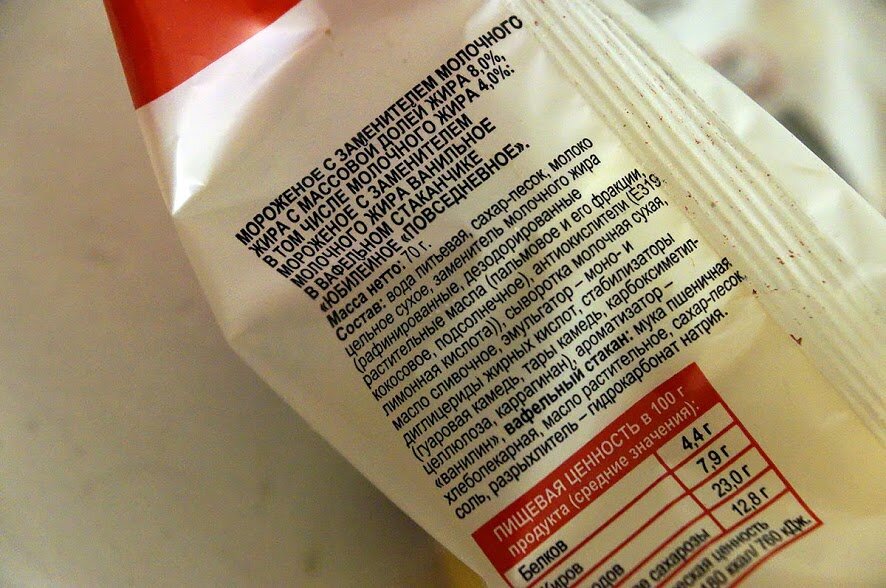 МОРОЖЕНОЕ С ЗАМЕНИТЕЛЕМ МОЛОЧНОГО
ЖИРА С МАССОВОЙ ДОЛЕЙ ЖИРА 8,0%,
В ТОМ ЧИСЛЕ МОЛОЧНОГО ЖИРА 4,0%:
МОРОЖЕНОЕ С ЗАМЕНИТЕЛЕМ
МОЛОЧНОГО ЖИРА ВАНИЛЬНОЕ
В ВАФЕЛЬНОМ СТАКАНЧИКЕ
«ЮБИЛЕЙНОЕ «ПОВСЕДНЕВНОЕ».
Масса нетто: 70 г.
Состав: вода питьевая, сахар-песок, молоко
цельное сухое, заменитель молочного жира
(рафинированные, дезодорированные
растительные масла (пальмовое и его фракции,
кокосовое, подсолнечное), антиокислители (Е319,
лимонная кислота)), сыворотка молочная сухая,
масло сливочное, эмульгатор – моно- и
диглицериды жирных кислот, стабилизаторы
(гуаровая камедь, тары камедь, карбоксиметил-
целлюлоза, каррагинан), ароматизатор –
«ванилин», вафельный стакан: мука пшеничная
хлебопекарная, масло растительное, сахар-песок,
соль, разрыхлитель – гидрокарбонат натрия.
ПИЩЕВАЯ ЦЕННОСТЬ В 100 г
продукта (средние значения):
Белков 4,4 г
7,9 г
23,0 г
сахарозы 12,8 г
ценность
ккал/ 760 кДж.